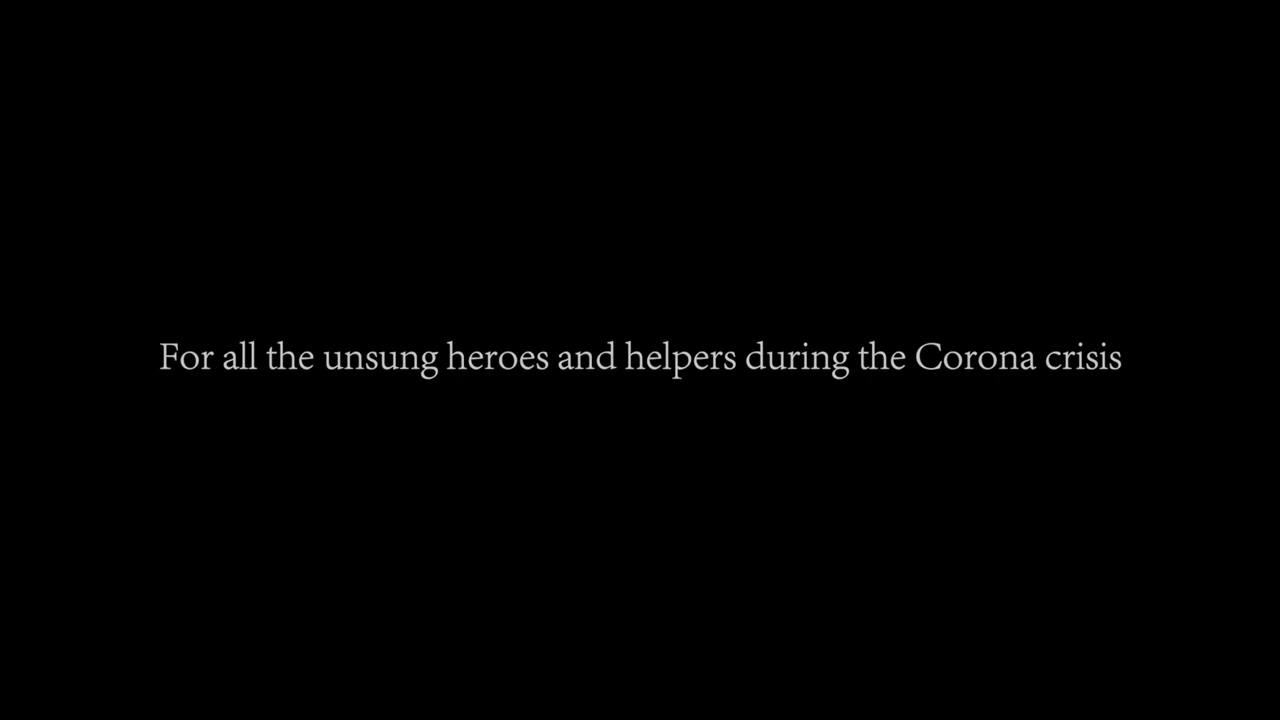 For all the unsung heroes and helpers during the Corona crisis